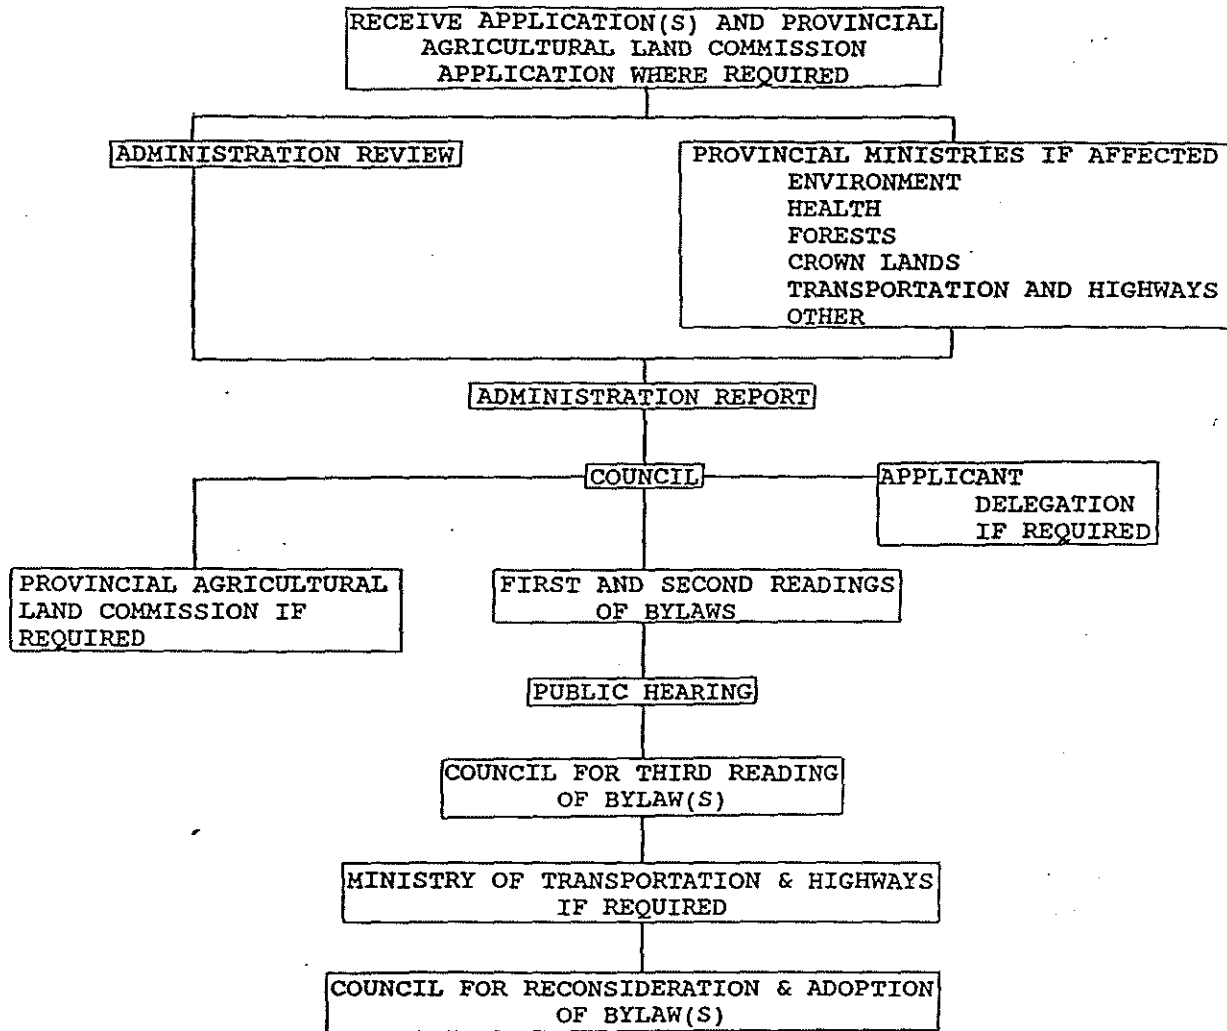 RECEIVE APPLICATION(S) AND PROVINCIAL
AGRICULTURAL LAND COMMISSION
APPLICATION WHERE REQUIRED
ADMINISTRATION REVIEW
PROVINCIAL MINISTRIES IF AFFECTED
ENVIRONMENT
HEALTH
FORESTS
CROWN LANDS
TRANSPORTATION AND HIGHWAYS
OTHER
ADMINISTRATION REPORT
COUNCIL
APPLICANT
DELEGATION
IF REQUIRED
PROVINCIAL AGRICULTURAL
LAND COMMISSION IF
REQUIRED
FIRST AND SECOND READINGS
OF BYLAWS
PUBLIC HEARING
COUNCIL FOR THIRD READING
OF BYLAW(S)
MINISTRY OF TRANSPORTATION & HIGHWAYS
IF REQUIRED
COUNCIL FOR RECONSIDERATION & ADOPTION
OF BYLAW(S)